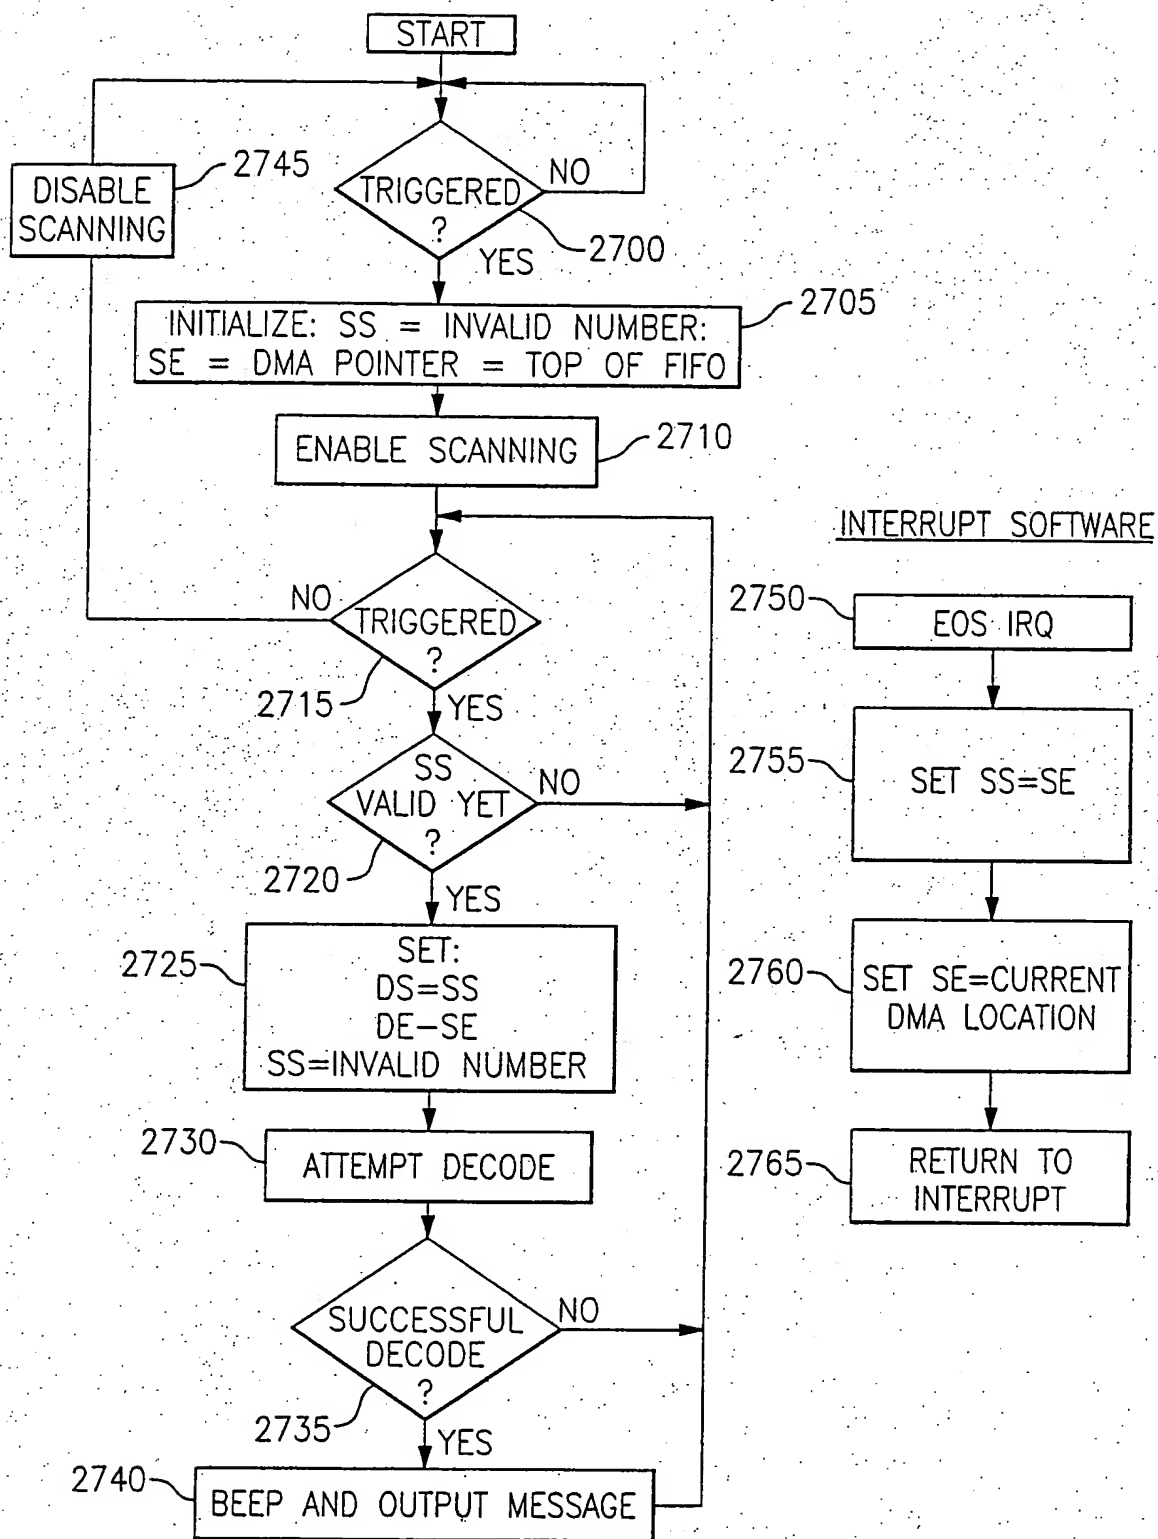 START
2745
DISABLE
SCANNING
TRIGGERED
?
NO
2700
YES
2705
INITIALIZE: SS = INVALID NUMBER:
SE = DMA POINTER = TOP OF FIFO
ENABLE SCANNING
2710
NO
TRIGGERED
?
2715
YES
SS
VALID YET
?
NO
2720
YES
2725
SET:
DS=SS
DE-SE
SS=INVALID NUMBER
2730
ATTEMPT DECODE
SUCCESSFUL
DECODE
?
NO
2735
YES
2740
BEEP AND OUTPUT MESSAGE
INTERRUPT SOFTWARE
2750
EOS IRQ
2755
SET SS=SE
2760
SET SE=CURRENT
DMA LOCATION
2765
RETURN TO
INTERRUPT